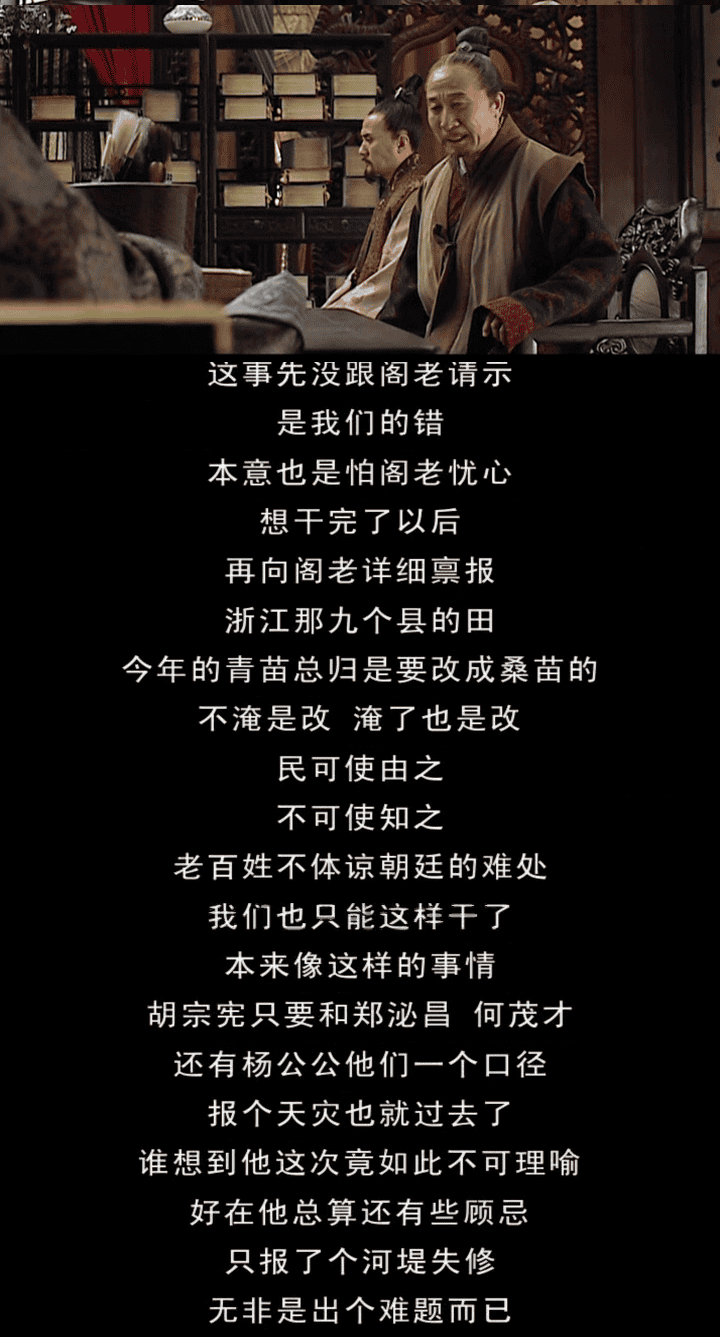 这事先没跟阁老请示
是我们的错
本意也是怕阁老忧心
想干完了以后
再向阁老详细禀报
浙江那九个县的田
今年的青苗总归是要改成桑苗的
不淹是改 淹了也是改
民可使由之
不可使知之
老百姓不体谅朝廷的难处
我们也只能这样干了
本来像这样的事情
胡宗宪只要和郑泌昌 何茂才
还有杨公公他们一个口径
报个天灾也就过去了
谁想到他这次竟如此不可理喻
好在他总算还有些顾忌
只报了个河堤失修
无非是出个难题而已